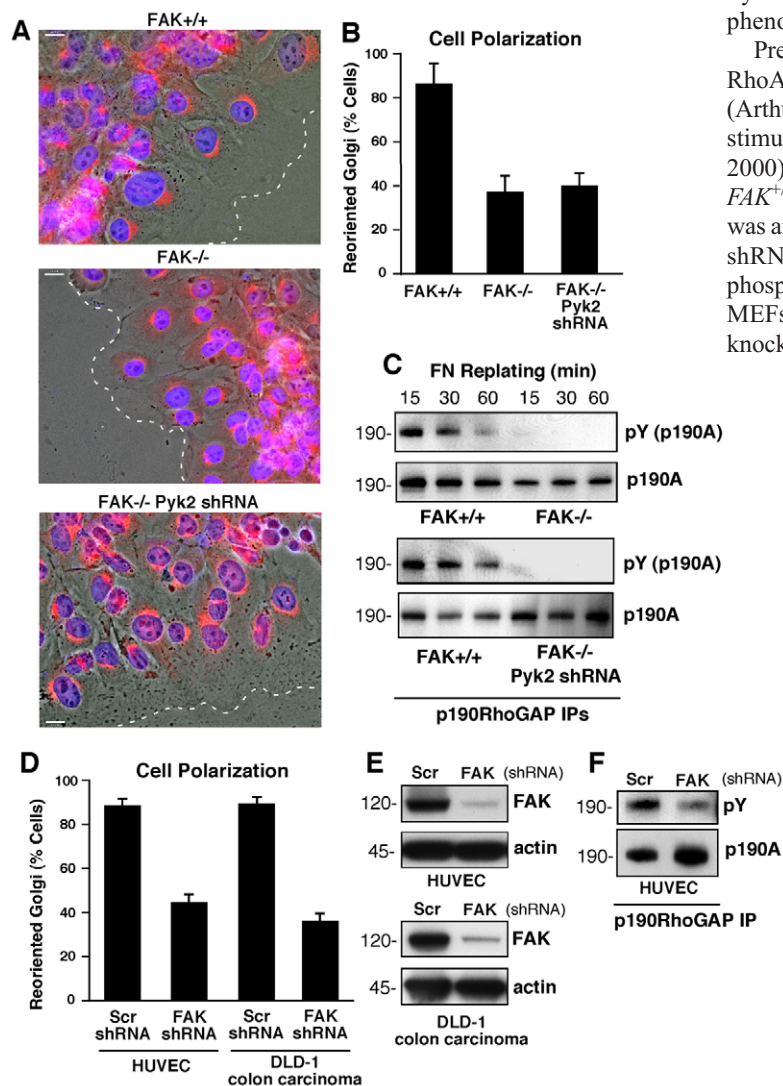 A
FAK+/+
FAK-/-
FAK-/- Pyk2 shRNA
B
Cell Polarization
Reoriented Golgi (% Cells)
100
80
60
40
20
0
FAK+/+
FAK-/-
FAK-/-
Pyk2
shRNA
C
FN Replating (min)
15 30 60 15 30 60
190- pY (p190A)
190- p190A
FAK+/+ FAK-/-
190- pY (p190A)
190- p190A
FAK+/+ FAK-/-
Pyk2 shRNA
p190RhoGAP IPs
D
Cell Polarization
Reoriented Golgi (% Cells)
100
80
60
40
20
0
Scr FAK Scr FAK
shRNA shRNA shRNA shRNA
HUVEC DLD-1
colon carcinoma
E
Scr FAK (shRNA)
120- FAK
45- actin
HUVEC
Scr FAK (shRNA)
120- FAK
45- actin
DLD-1
colon carcinoma
F
Scr FAK (shRNA)
190- pY
190- p190A
HUVEC
p190RhoGAP IP
pheno
Pre
RhoA
(Arth
stimu
2000)
FAK+/
was a
shRN
phosp
MEFs
knock